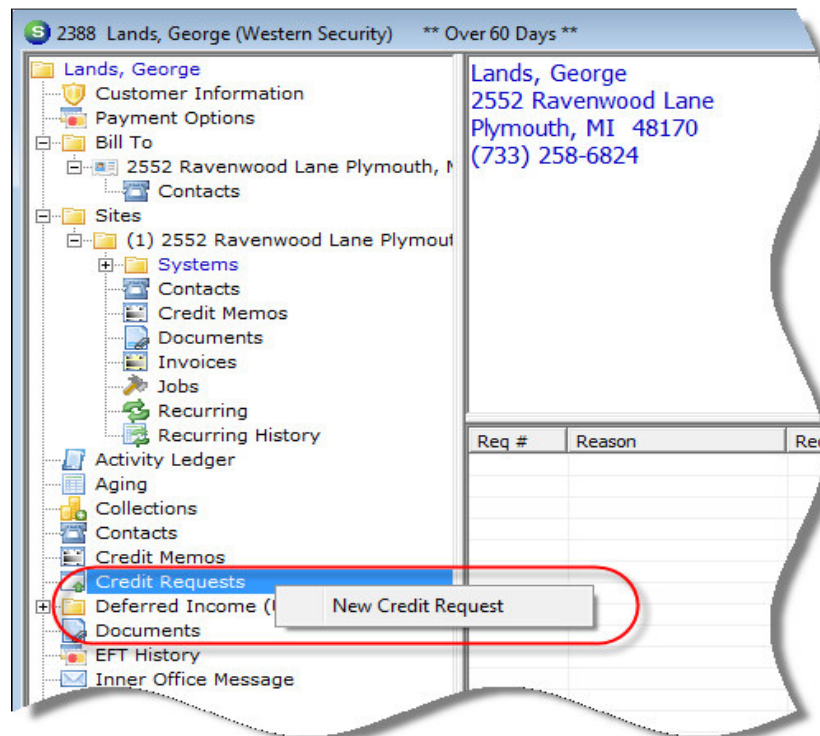 2388 Lands, George (Western Security) ** Over 60 Days **
Lands, George
Customer Information
Payment Options
Bill To
2552 Ravenwood Lane Plymouth,
Contacts
Sites
(1) 2552 Ravenwood Lane Plymout
Systems
Contacts
Credit Memos
Documents
Invoices
Jobs
Recurring
Recurring History
Activity Ledger
Aging
Collections
Contacts
Credit Memos
Credit Requests
New Credit Request
Deferred Income (
Documents
EFT History
Inner Office Message
Lands, George
2552 Ravenwood Lane
Plymouth, MI 48170
(733) 258-6824
Req # Reason